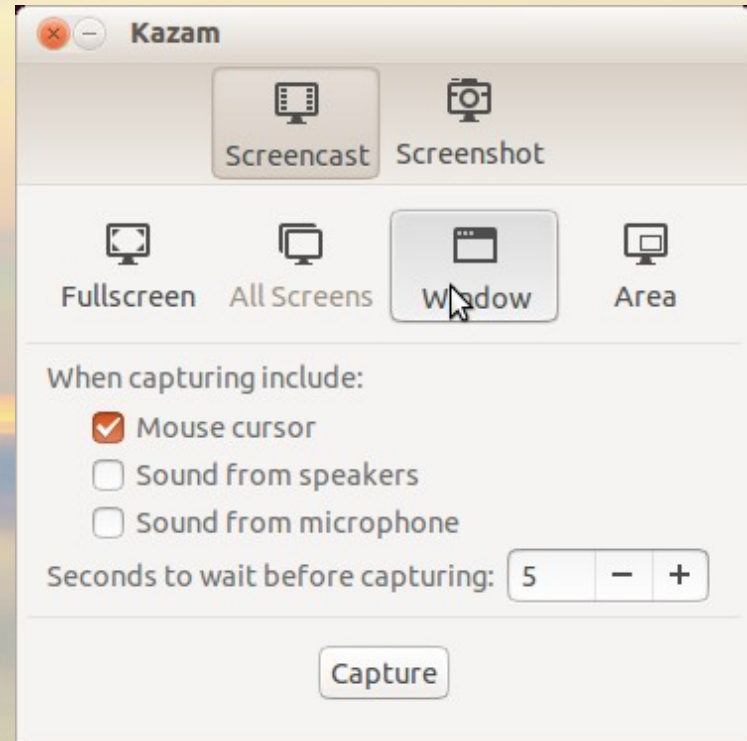 Kazam
Screencast Screenshot
Fullscreen All Screens Window Area
When capturing include:
Mouse cursor
Sound from speakers
Sound from microphone
Seconds to wait before capturing: 5 − +
Capture